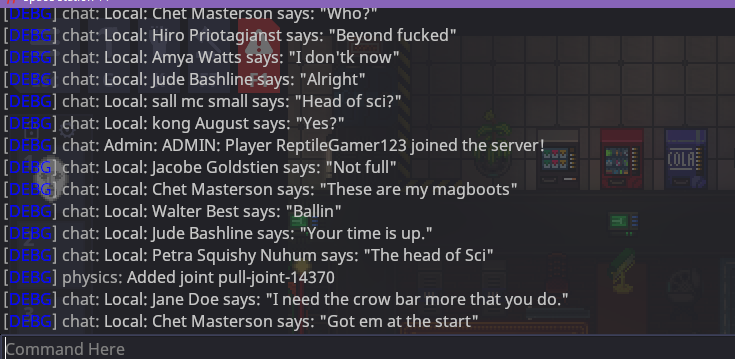 [DEBG] chat: Local: Chet Masterson says: "Who?"
[DEBG] chat: Local: Hiro Priotagianst says: "Beyond fucked"
[DEBG] chat: Local: Amya Watts says: "I don'tk now"
[DEBG] chat: Local: Jude Bashline says: "Alright"
[DEBG] chat: Local: sall mc small says: "Head of sci?"
[DEBG] chat: Local: kong August says: "Yes?"
[DEBG] chat: Admin: ADMIN: Player ReptileGamer123 joined the server!
[DEBG] chat: Local: Jacobe Goldstien says: "Not full"
[DEBG] chat: Local: Chet Masterson says: "These are my magboots"
[DEBG] chat: Local: Walter Best says: "Ballin"
[DEBG] chat: Local: Jude Bashline says: "Your time is up."
[DEBG] chat: Local: Petra Squishy Nuhum says: "The head of Sci"
[DEBG] physics: Added joint pull-joint-14370
[DEBG] chat: Local: Jane Doe says: "I need the crow bar more that you do."
[DEBG] chat: Local: Chet Masterson says: "Got em at the start"
Command Here
F1
COLA